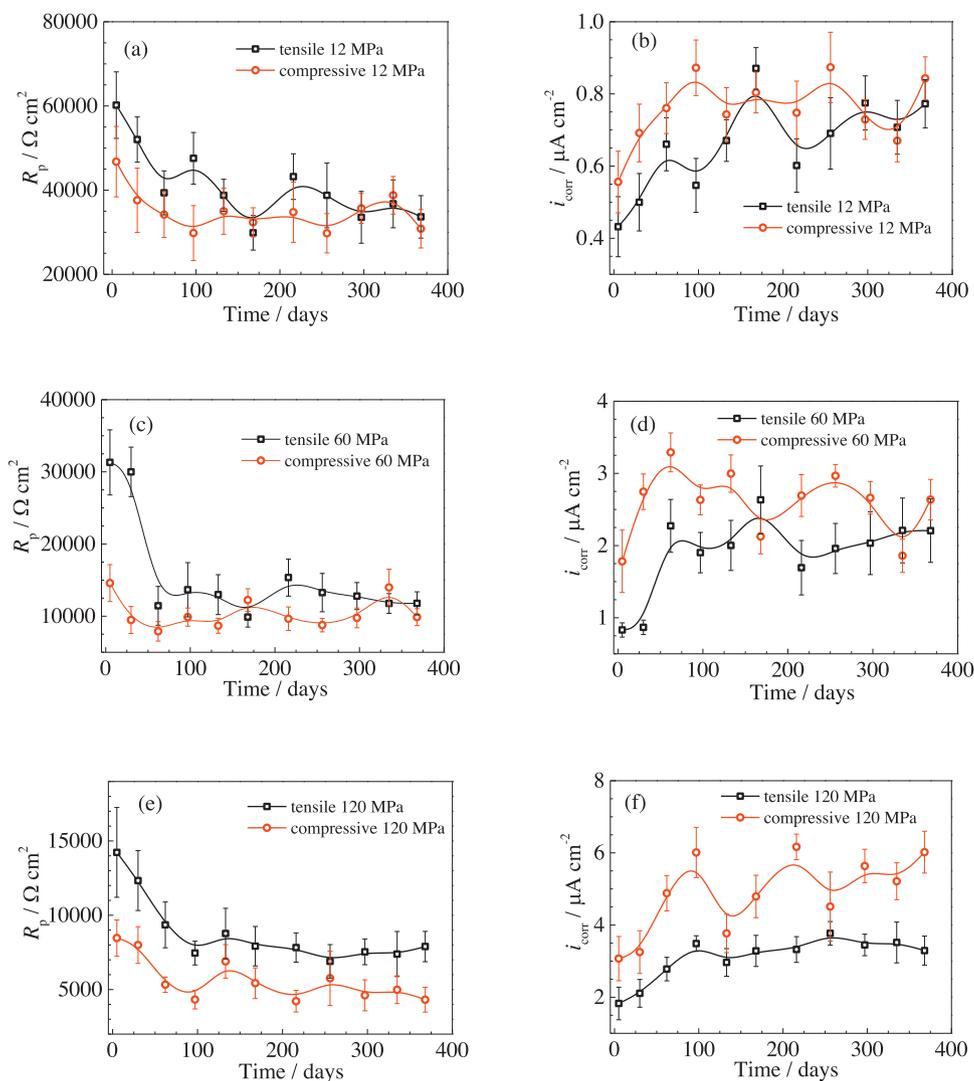 (a)
tensile 12 MPa
compressive 12 MPa
80000
60000
40000
20000
Rp / Ω cm²
0 100 200 300 400
Time / days
(b)
tensile 12 MPa
compressive 12 MPa
1.0
0.8
0.6
0.4
icorr / µA cm⁻²
0 100 200 300 400
Time / days
(c)
tensile 60 MPa
compressive 60 MPa
40000
30000
20000
10000
Rp / Ω cm²
0 100 200 300 400
Time / days
(d)
tensile 60 MPa
compressive 60 MPa
4
3
2
1
icorr / µA cm⁻²
0 100 200 300 400
Time / days
(e)
tensile 120 MPa
compressive 120 MPa
15000
10000
5000
Rp / Ω cm²
0 100 200 300 400
Time / days
(f)
tensile 120 MPa
compressive 120 MPa
8
6
4
2
icorr / µA cm⁻²
0 100 200 300 400
Time / days